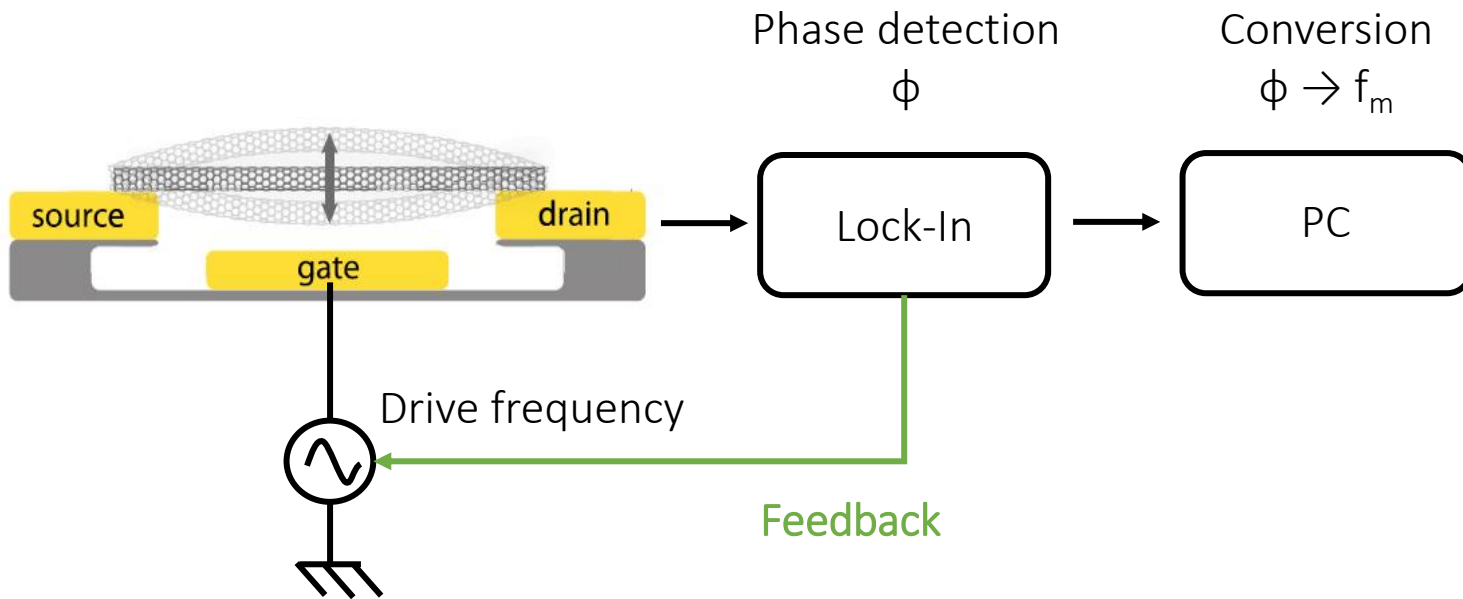 Phase detection
ϕ
Conversion
ϕ → fₘ
source
drain
gate
Lock-In
PC
Drive frequency
Feedback